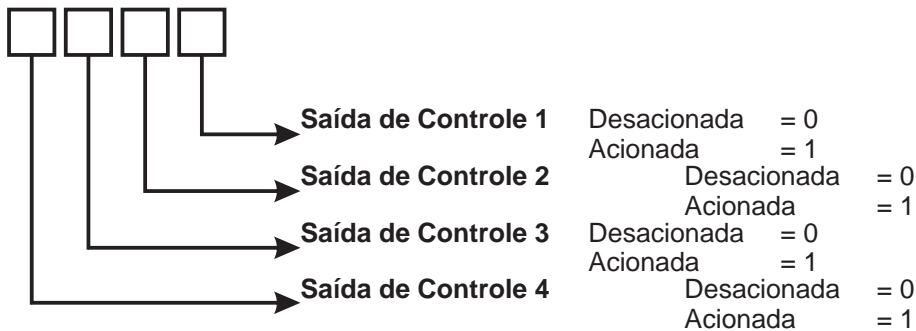 Saída de Controle 1 Desacionada = 0
Acionada = 1
Saída de Controle 2 Desacionada = 0
Acionada = 1
Saída de Controle 3 Desacionada = 0
Acionada = 1
Saída de Controle 4 Desacionada = 0
Acionada = 1